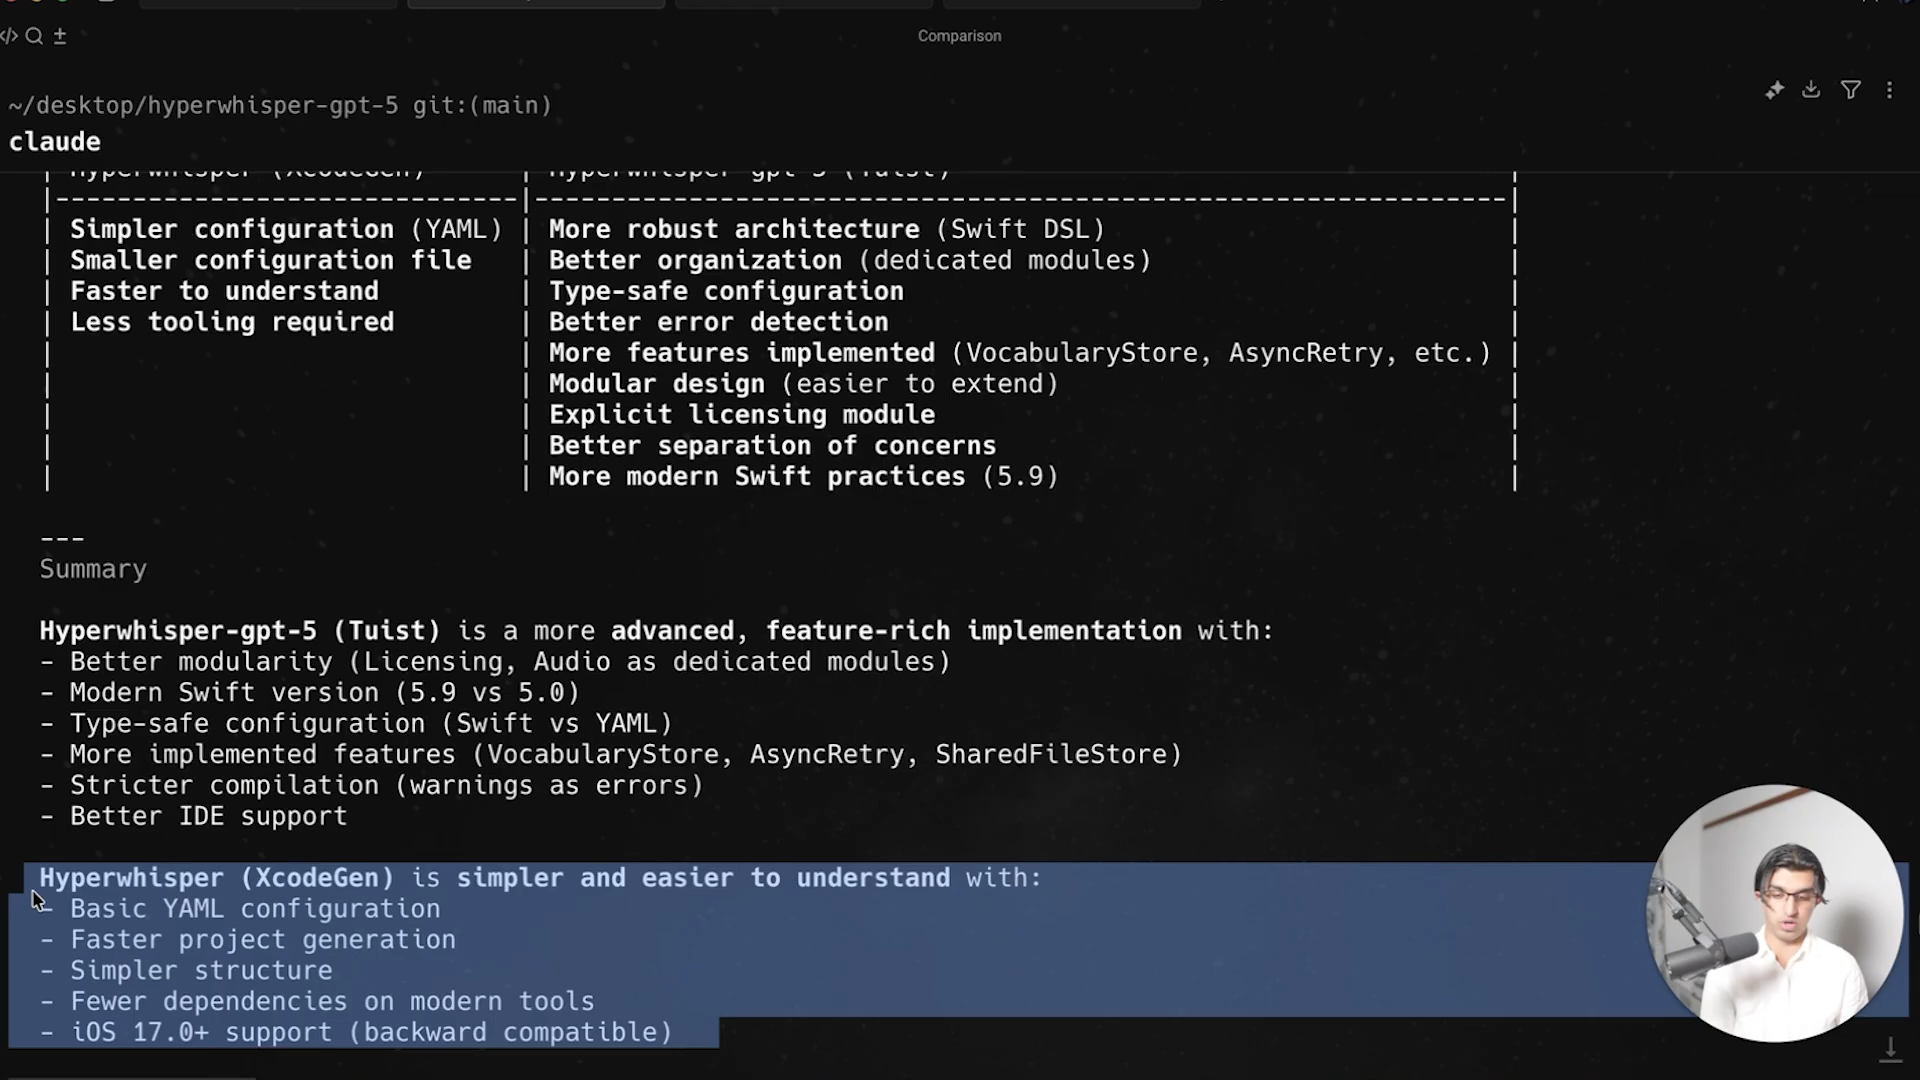 Comparison
~/desktop/hyperwhisper-gpt-5 git:(main)
claude
| Hyperwhisper (XcodeGen) | Hyperwhisper-gpt-5 (Tuist) |
|------------------------------|---------------------------------------------------------------|
| Simpler configuration (YAML) | More robust architecture (Swift DSL) |
| Smaller configuration file | Better organization (dedicated modules) |
| Faster to understand | Type-safe configuration |
| Less tooling required | Better error detection |
| | More features implemented (VocabularyStore, AsyncRetry, etc.) |
| | Modular design (easier to extend) |
| | Explicit licensing module |
| | Better separation of concerns |
| | More modern Swift practices (5.9) |
---
Summary
Hyperwhisper-gpt-5 (Tuist) is a more advanced, feature-rich implementation with:
- Better modularity (Licensing, Audio as dedicated modules)
- Modern Swift version (5.9 vs 5.0)
- Type-safe configuration (Swift vs YAML)
- More implemented features (VocabularyStore, AsyncRetry, SharedFileStore)
- Stricter compilation (warnings as errors)
- Better IDE support
Hyperwhisper (XcodeGen) is simpler and easier to understand with:
- Basic YAML configuration
- Faster project generation
- Simpler structure
- Fewer dependencies on modern tools
- iOS 17.0+ support (backward compatible)